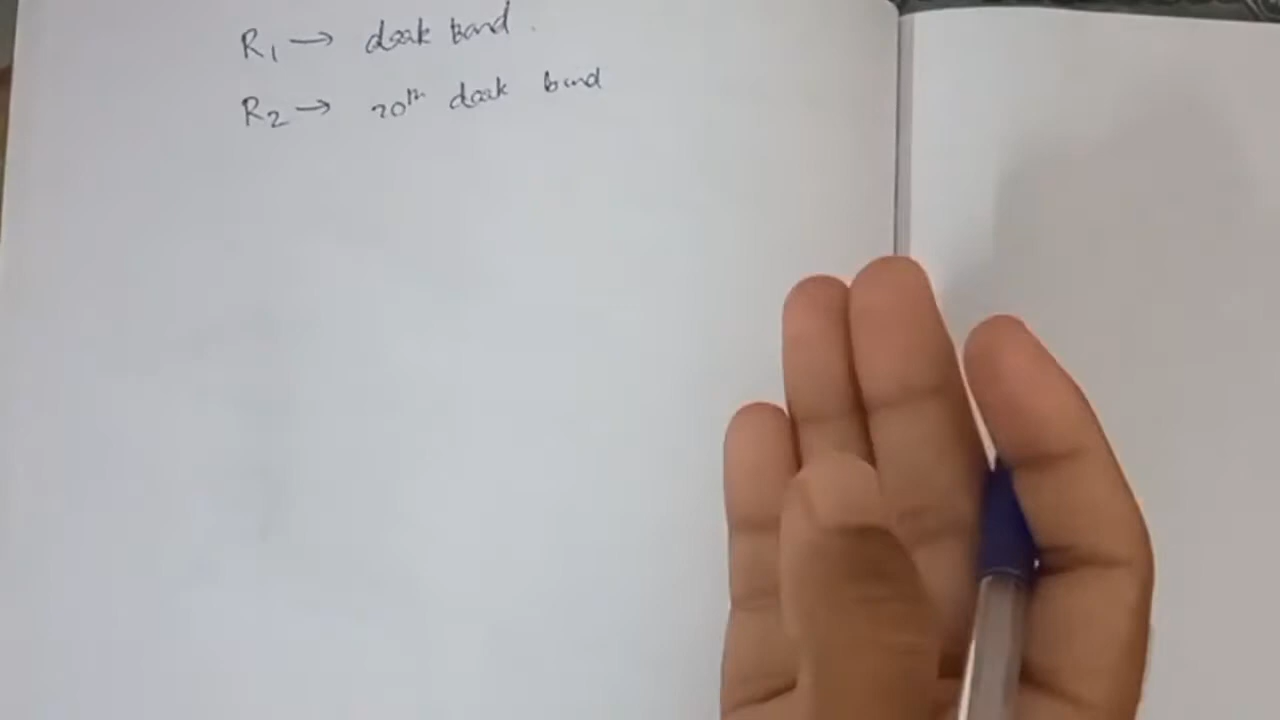 R₁ → dark band.
R₂ → 20ᵗʰ dark band